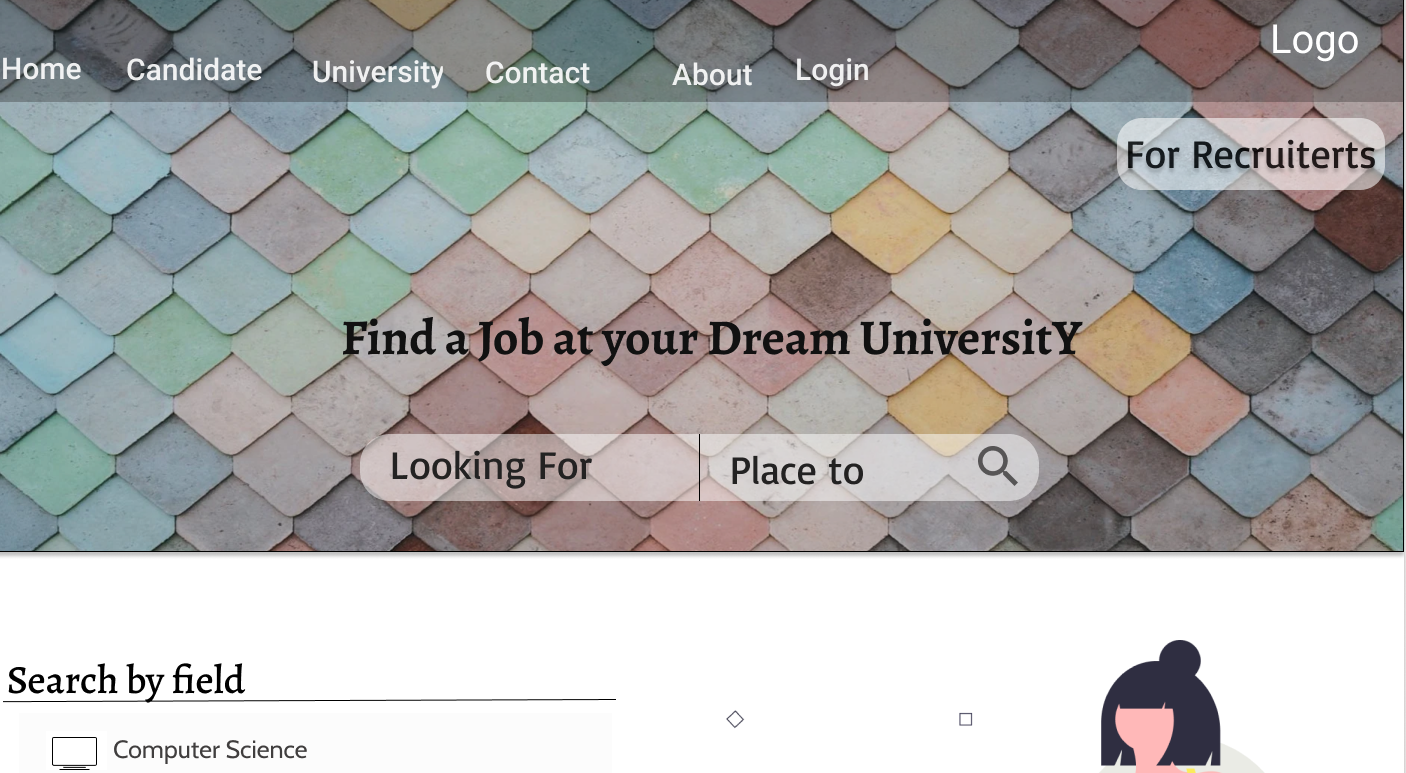 Logo
Home Candidate University Contact About Login
For Recruiterts
Find a Job at your Dream UniversitY
Looking For Place to
Search by field
Computer Science